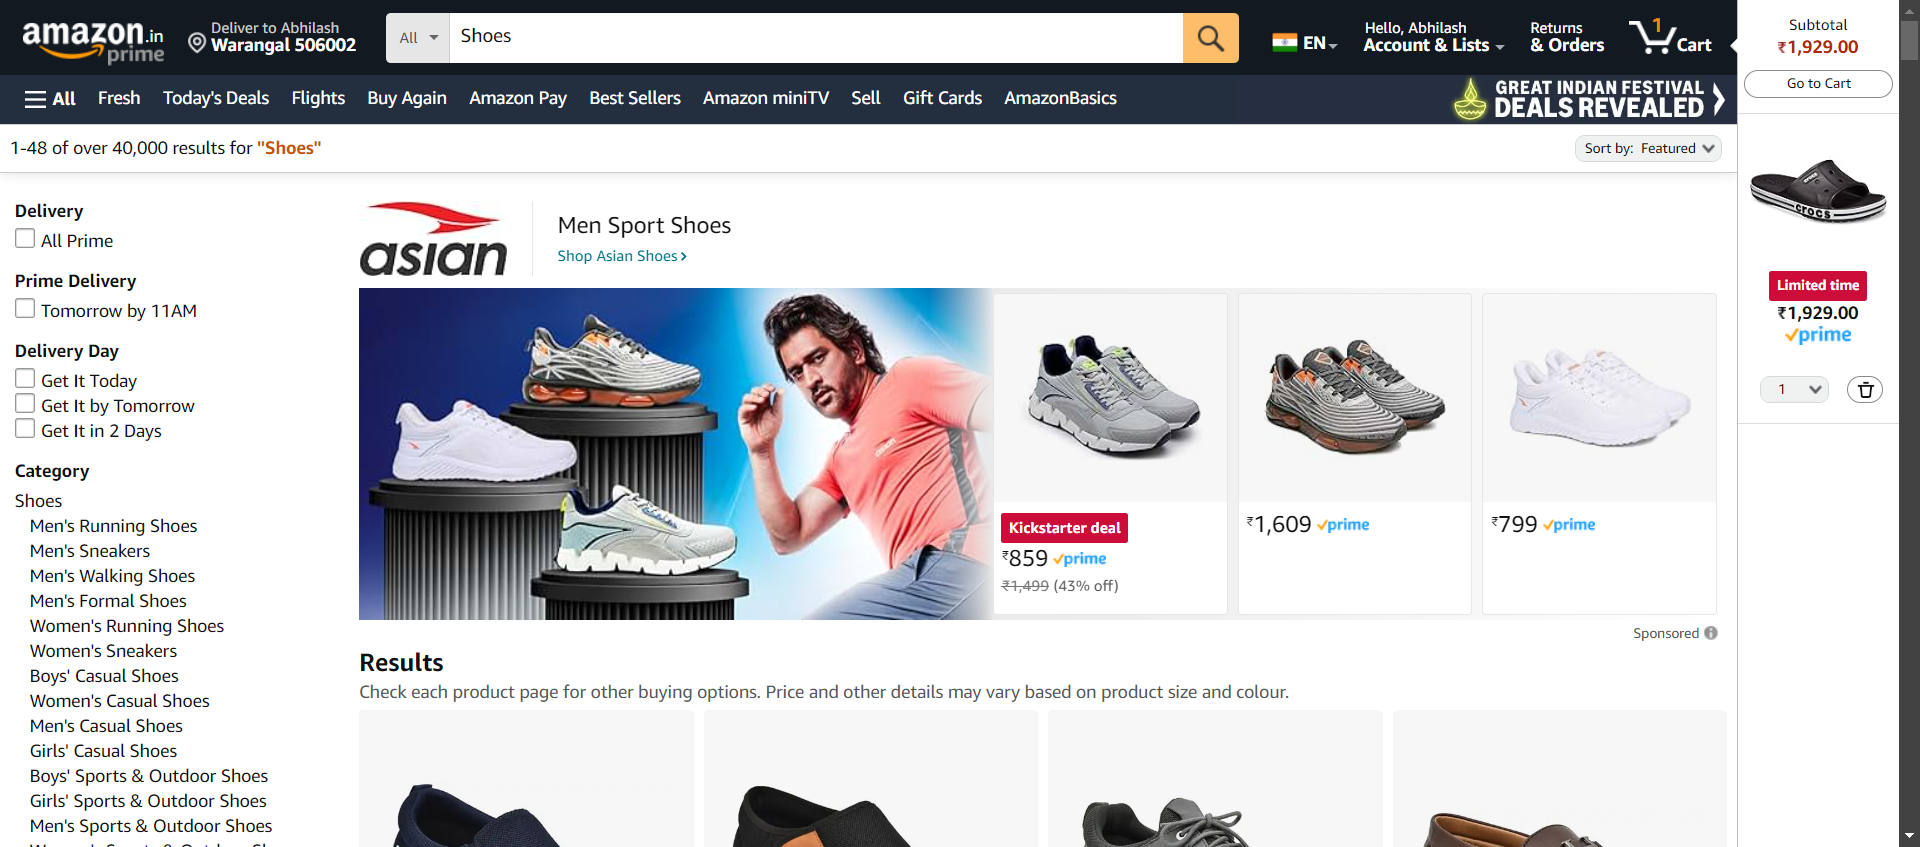 amazon.in
prime
Deliver to Abhilash
Warangal 506002
All
Shoes
EN
Hello, Abhilash
Account & Lists
Returns
& Orders
1
Cart
All
Fresh
Today's Deals
Flights
Buy Again
Amazon Pay
Best Sellers
Amazon miniTV
Sell
Gift Cards
AmazonBasics
GREAT INDIAN FESTIVAL
DEALS REVEALED
1-48 of over 40,000 results for "Shoes"
Sort by: Featured
Delivery
All Prime
Prime Delivery
Tomorrow by 11AM
Delivery Day
Get It Today
Get It by Tomorrow
Get It in 2 Days
Category
Shoes
Men's Running Shoes
Men's Sneakers
Men's Walking Shoes
Men's Formal Shoes
Women's Running Shoes
Women's Sneakers
Boys' Casual Shoes
Women's Casual Shoes
Men's Casual Shoes
Girls' Casual Shoes
Boys' Sports & Outdoor Shoes
Girls' Sports & Outdoor Shoes
Men's Sports & Outdoor Shoes
asian
Men Sport Shoes
Shop Asian Shoes
Kickstarter deal
₹859 prime
₹1,499 (43% off)
₹1,609 prime
₹799 prime
Sponsored
Results
Check each product page for other buying options. Price and other details may vary based on product size and colour.
Subtotal
₹1,929.00
Go to Cart
crocs
Limited time
₹1,929.00
prime
1